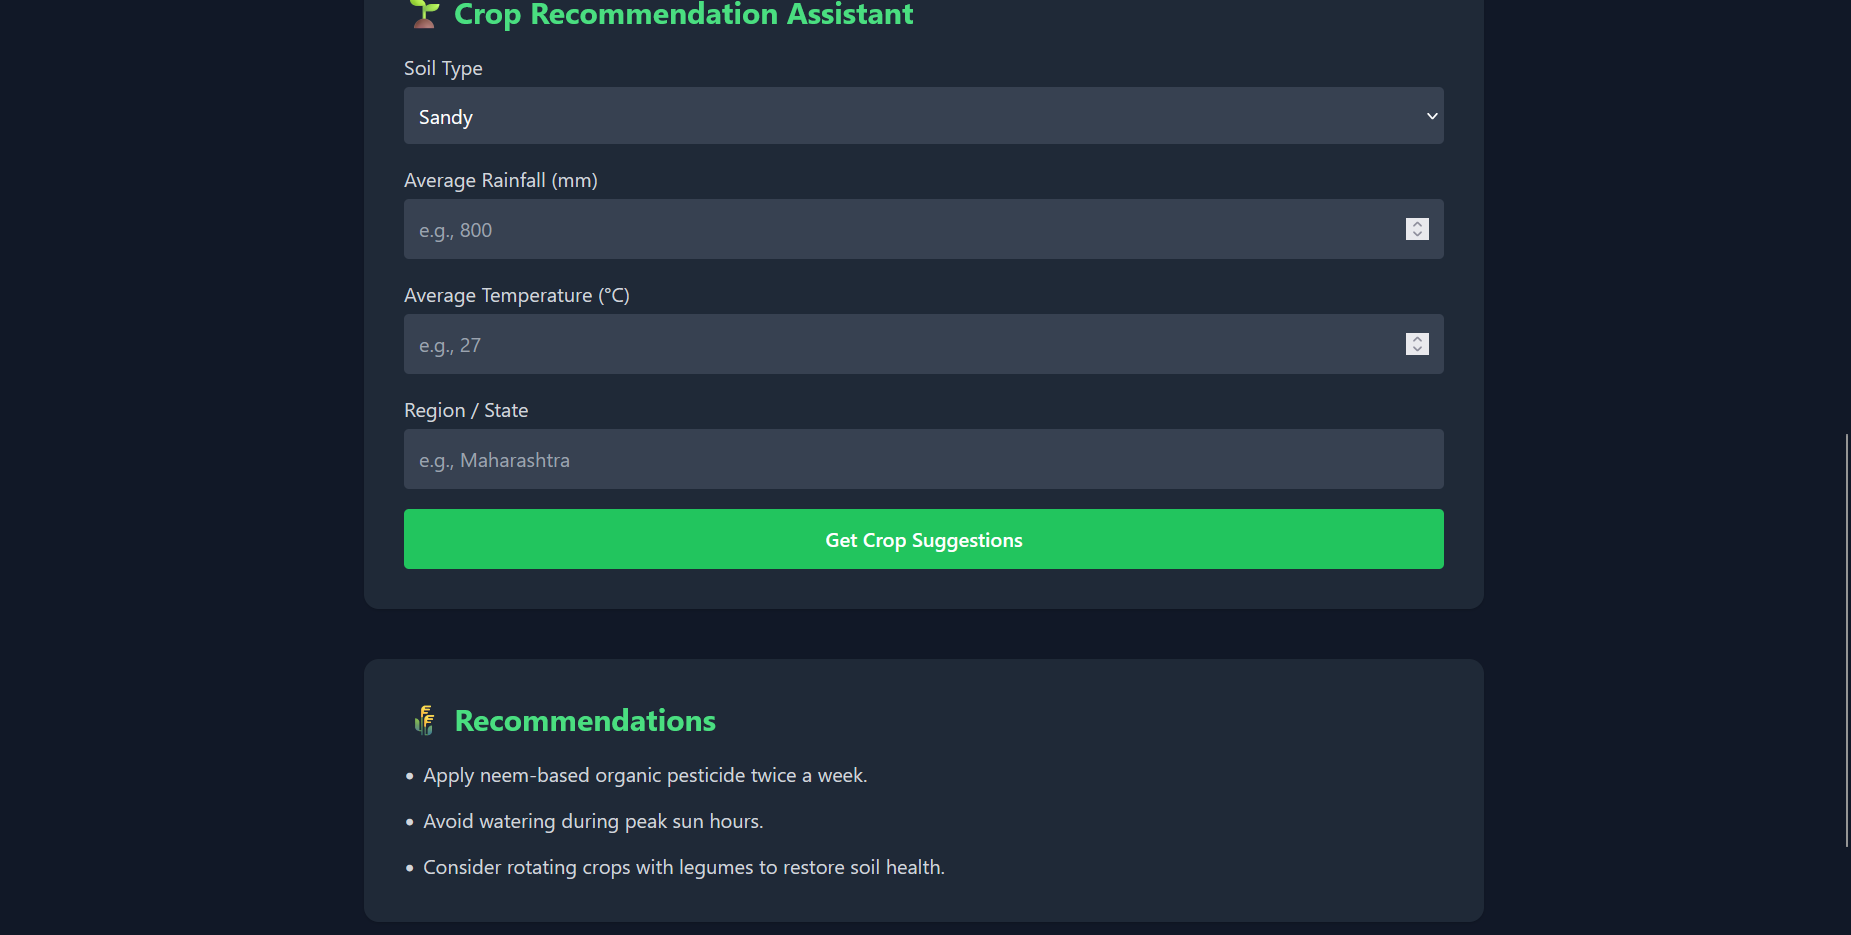 Crop Recommendation Assistant
Soil Type
Sandy
Average Rainfall (mm)
e.g., 800
Average Temperature (°C)
e.g., 27
Region / State
e.g., Maharashtra
Get Crop Suggestions
Recommendations
• Apply neem-based organic pesticide twice a week.
• Avoid watering during peak sun hours.
• Consider rotating crops with legumes to restore soil health.